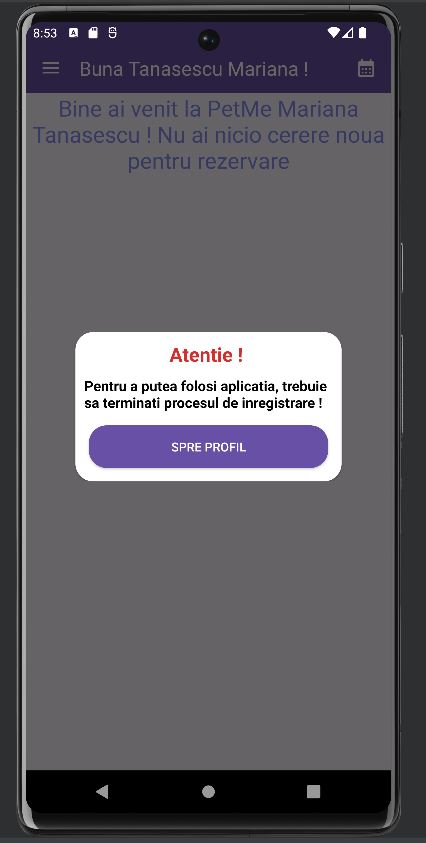 8:53
Buna Tanasescu Mariana !
Bine ai venit la PetMe Mariana
Tanasescu ! Nu ai nicio cerere noua
pentru rezervare
Atentie !
Pentru a putea folosi aplicatia, trebuie
sa terminati procesul de inregistrare !
SPRE PROFIL